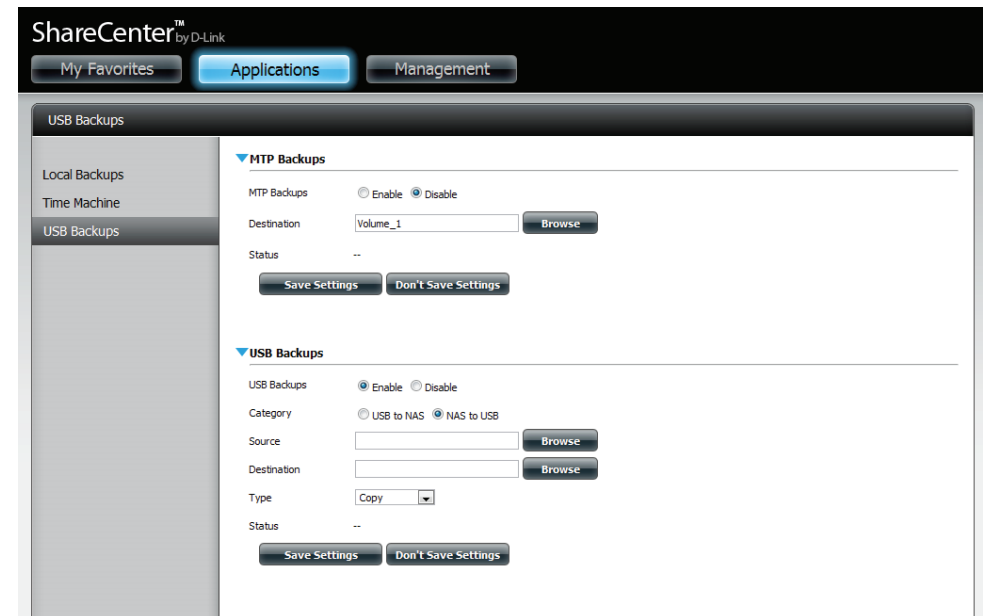 ShareCenter™ by D-Link
My Favorites Applications Management
USB Backups
Local Backups
Time Machine
USB Backups
MTP Backups
MTP Backups Enable Disable
Destination Volume_1 Browse
Status --
Save Settings Don't Save Settings
USB Backups
USB Backups Enable Disable
Category USB to NAS NAS to USB
Source Browse
Destination Browse
Type Copy
Status --
Save Settings Don't Save Settings